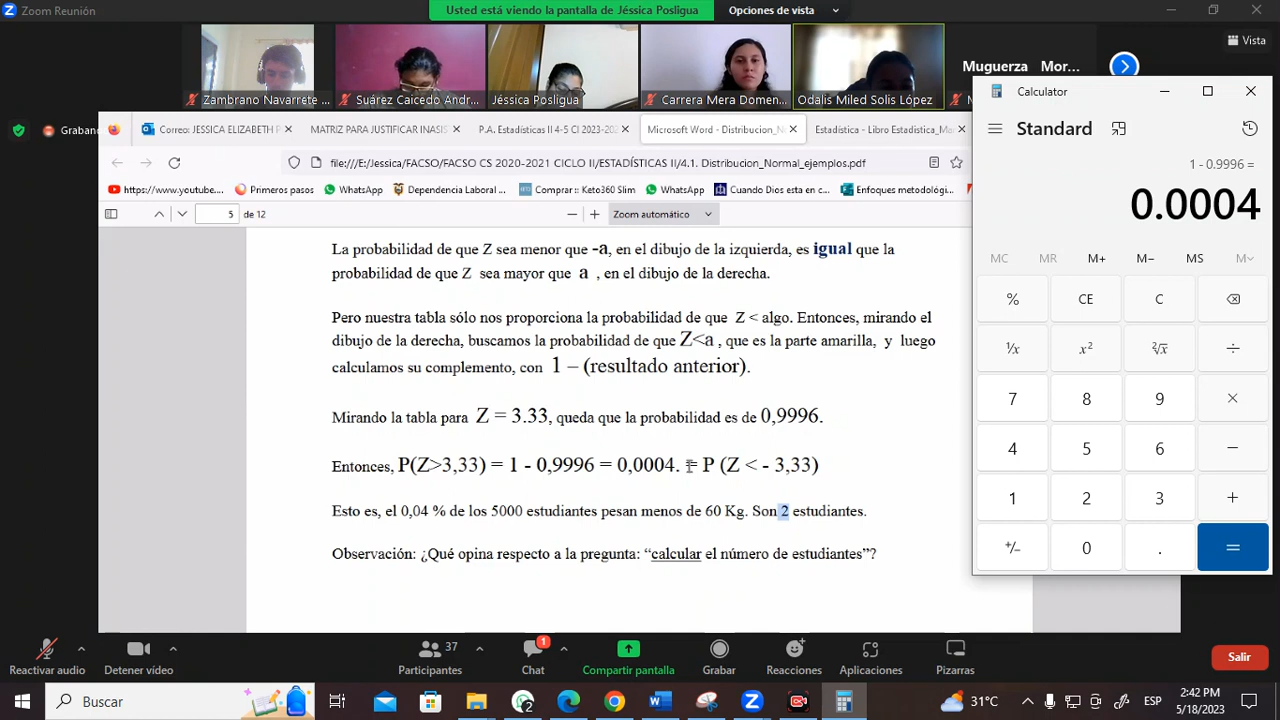 Zoom Reunión
Usted está viendo la pantalla de Jéssica Posligua
Opciones de vista
Vista
Zambrano Navarrete ...
Suárez Caicedo Andr...
Jéssica Posligua
Carrera Mera Domen...
Odalis Miled Solis López
Muguerza Mor...
Graband
Correo: JESSICA ELIZABETH P
MATRIZ PARA JUSTIFICAR INASIS
P.A. Estadísticas II 4-5 CI 2023-202
Microsoft Word - Distribucion_N
Estadística - Libro Estadistica_Ma
file:///E:/Jessica/FACSO/FACSO CS 2020-2021 CICLO II/ESTADÍSTICAS II/4.1. Distribucion_Normal_ejemplos.pdf
https://www.youtube....
Primeros pasos
WhatsApp
Dependencia Laboral ...
Comprar :: Keto360 Slim
WhatsApp
Cuando Dios esta en c...
Enfoques metodológi...
5 de 12
Zoom automático
La probabilidad de que Z sea menor que -a, en el dibujo de la izquierda, es igual que la
probabilidad de que Z sea mayor que a , en el dibujo de la derecha.
Pero nuestra tabla sólo nos proporciona la probabilidad de que Z < algo. Entonces, mirando el
dibujo de la derecha, buscamos la probabilidad de que Z<a , que es la parte amarilla, y luego
calculamos su complemento, con 1 – (resultado anterior).
Mirando la tabla para Z = 3.33, queda que la probabilidad es de 0,9996.
Entonces, P(Z>3,33) = 1 - 0,9996 = 0,0004. = P (Z < - 3,33)
Esto es, el 0,04 % de los 5000 estudiantes pesan menos de 60 Kg. Son 2 estudiantes.
Observación: ¿Qué opina respecto a la pregunta: “calcular el número de estudiantes”?
Calculator
Standard
1 - 0.9996 =
0.0004
MC MR M+ M− MS M
% CE C
¹/x x² ²√x ÷
7 8 9 ×
4 5 6 −
1 2 3 +
+/− 0 . =
Reactivar audio
Detener vídeo
37
Participantes
1
Chat
Compartir pantalla
Grabar
Reacciones
Aplicaciones
Pizarras
Salir
Buscar
2
31°C
ESP
2:42 PM
5/18/2023